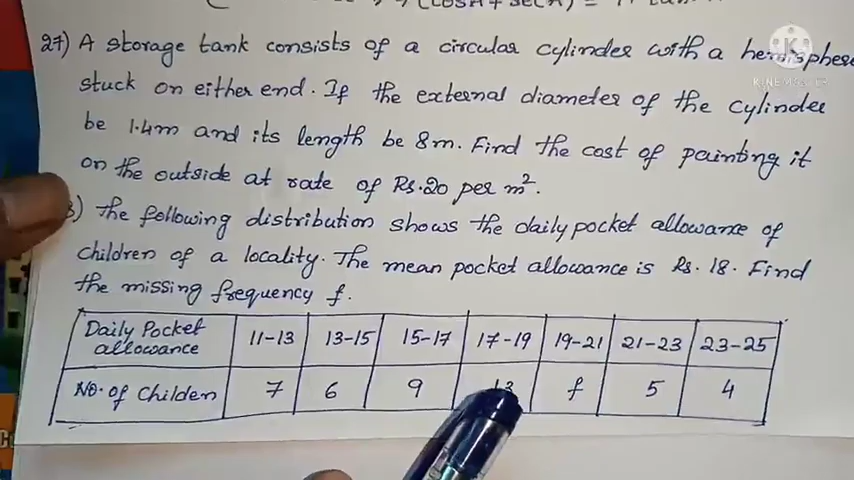 27) A storage tank consists of a circular cylinder with a hemisphere
stuck on either end. If the external diameter of the cylinder
be 1.4m and its length be 8m. Find the cost of painting it
on the outside at rate of Rs.20 per m².
) The following distribution shows the daily pocket allowance of
children of a locality. The mean pocket allowance is Rs. 18. Find
the missing frequency f.
Daily Pocket allowance 11-13 13-15 15-17 17-19 19-21 21-23 23-25
No. of Childen 7 6 9 13 f 5 4
KINEMASTER